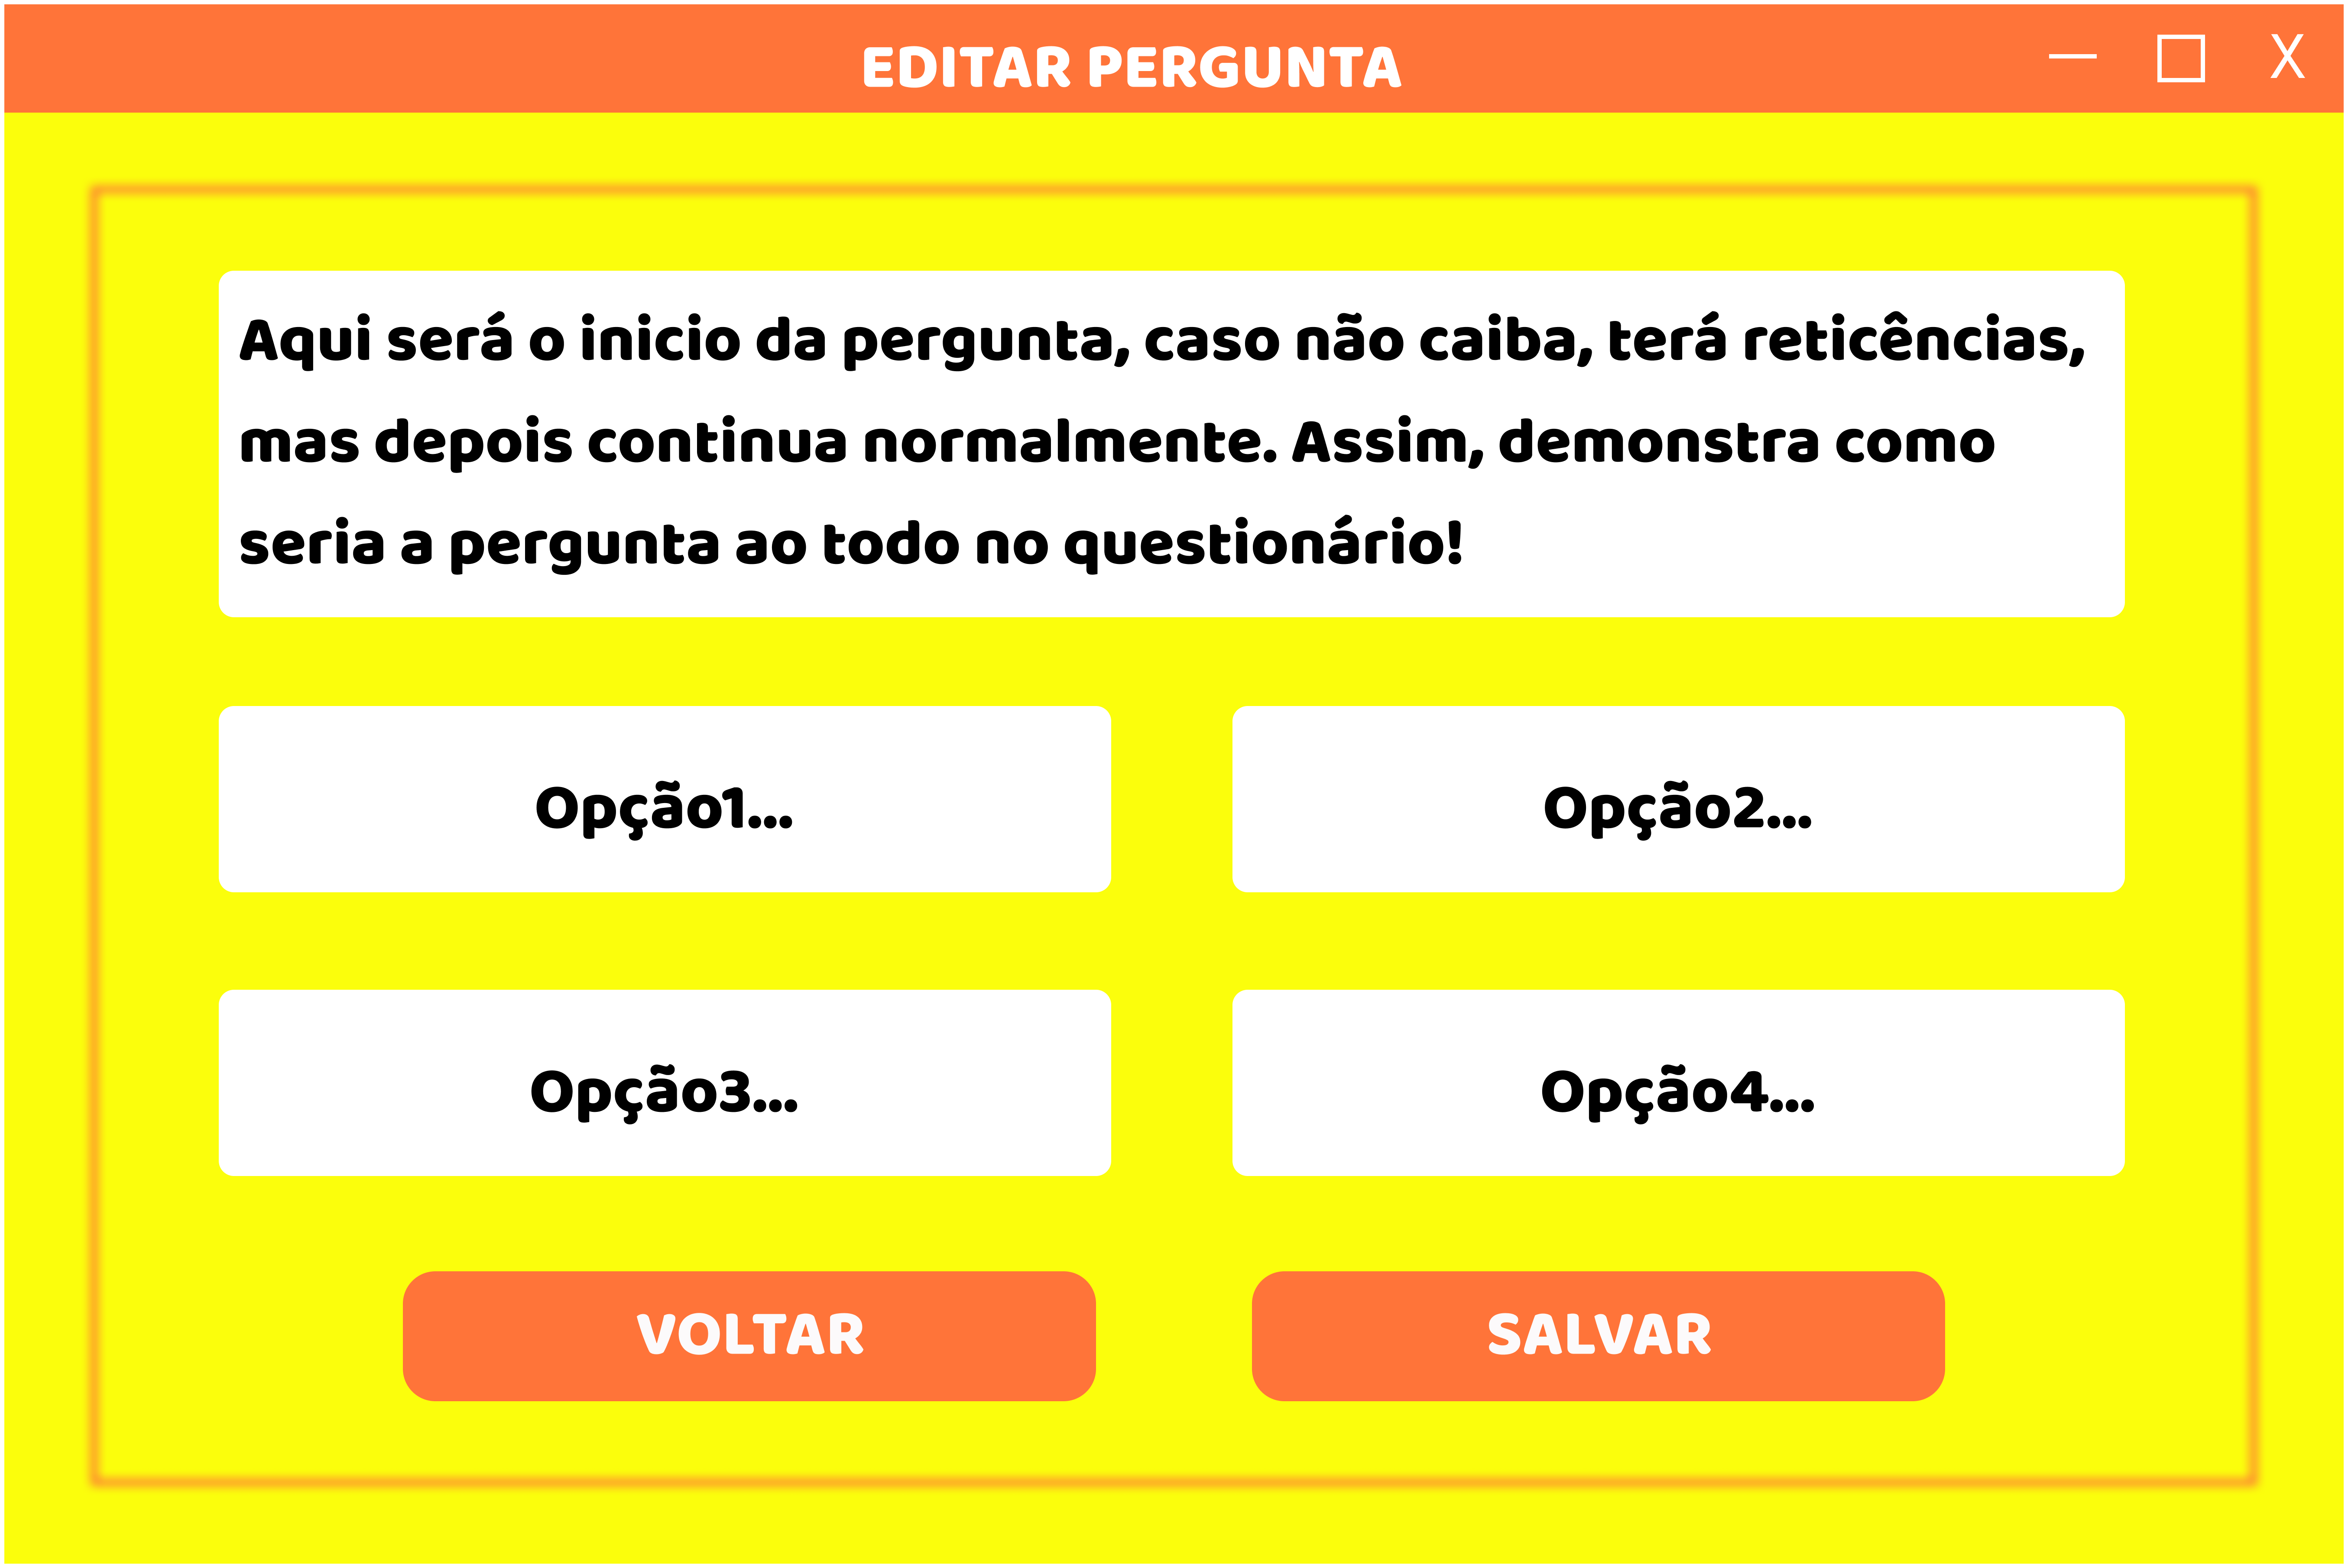 EDITAR PERGUNTA
Aqui será o inicio da pergunta, caso não caiba, terá reticências,
mas depois continua normalmente. Assim, demonstra como
seria a pergunta ao todo no questionário!
Opção1...
Opção2...
Opção3...
Opção4...
VOLTAR
SALVAR